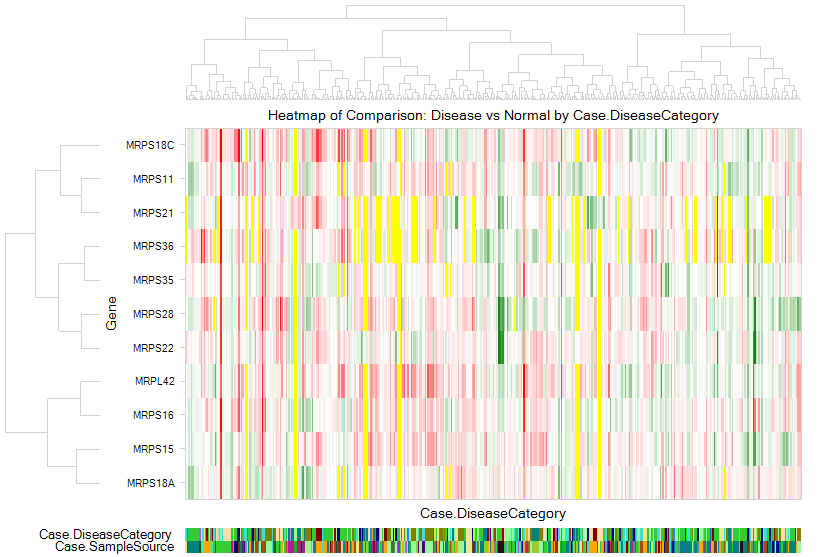 Heatmap of Comparison: Disease vs Normal by Case.DiseaseCategory
MRPS18C
MRPS11
MRPS21
MRPS36
MRPS35
Gene
MRPS28
MRPS22
MRPL42
MRPS16
MRPS15
MRPS18A
Case.DiseaseCategory
Case.DiseaseCategory
Case.SampleSource